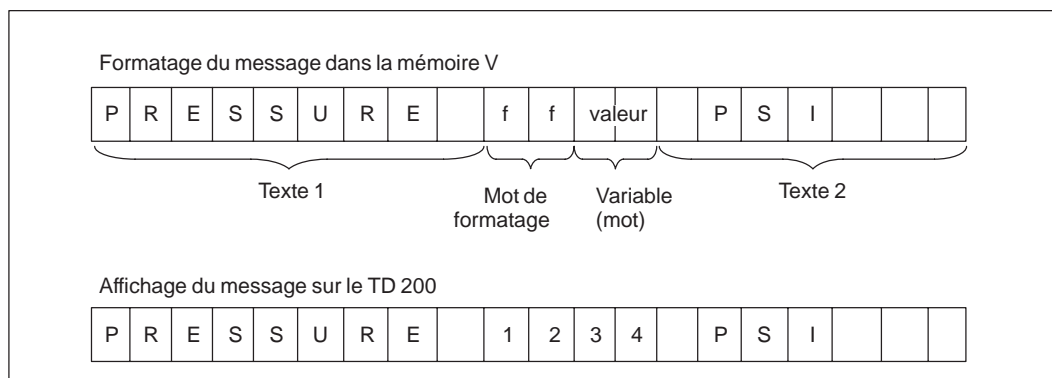 Formatage du message dans la mémoire V
P R E S S U R E f f valeur P S I
Texte 1 Mot de formatage Variable (mot) Texte 2
Affichage du message sur le TD 200
P R E S S U R E 1 2 3 4 P S I